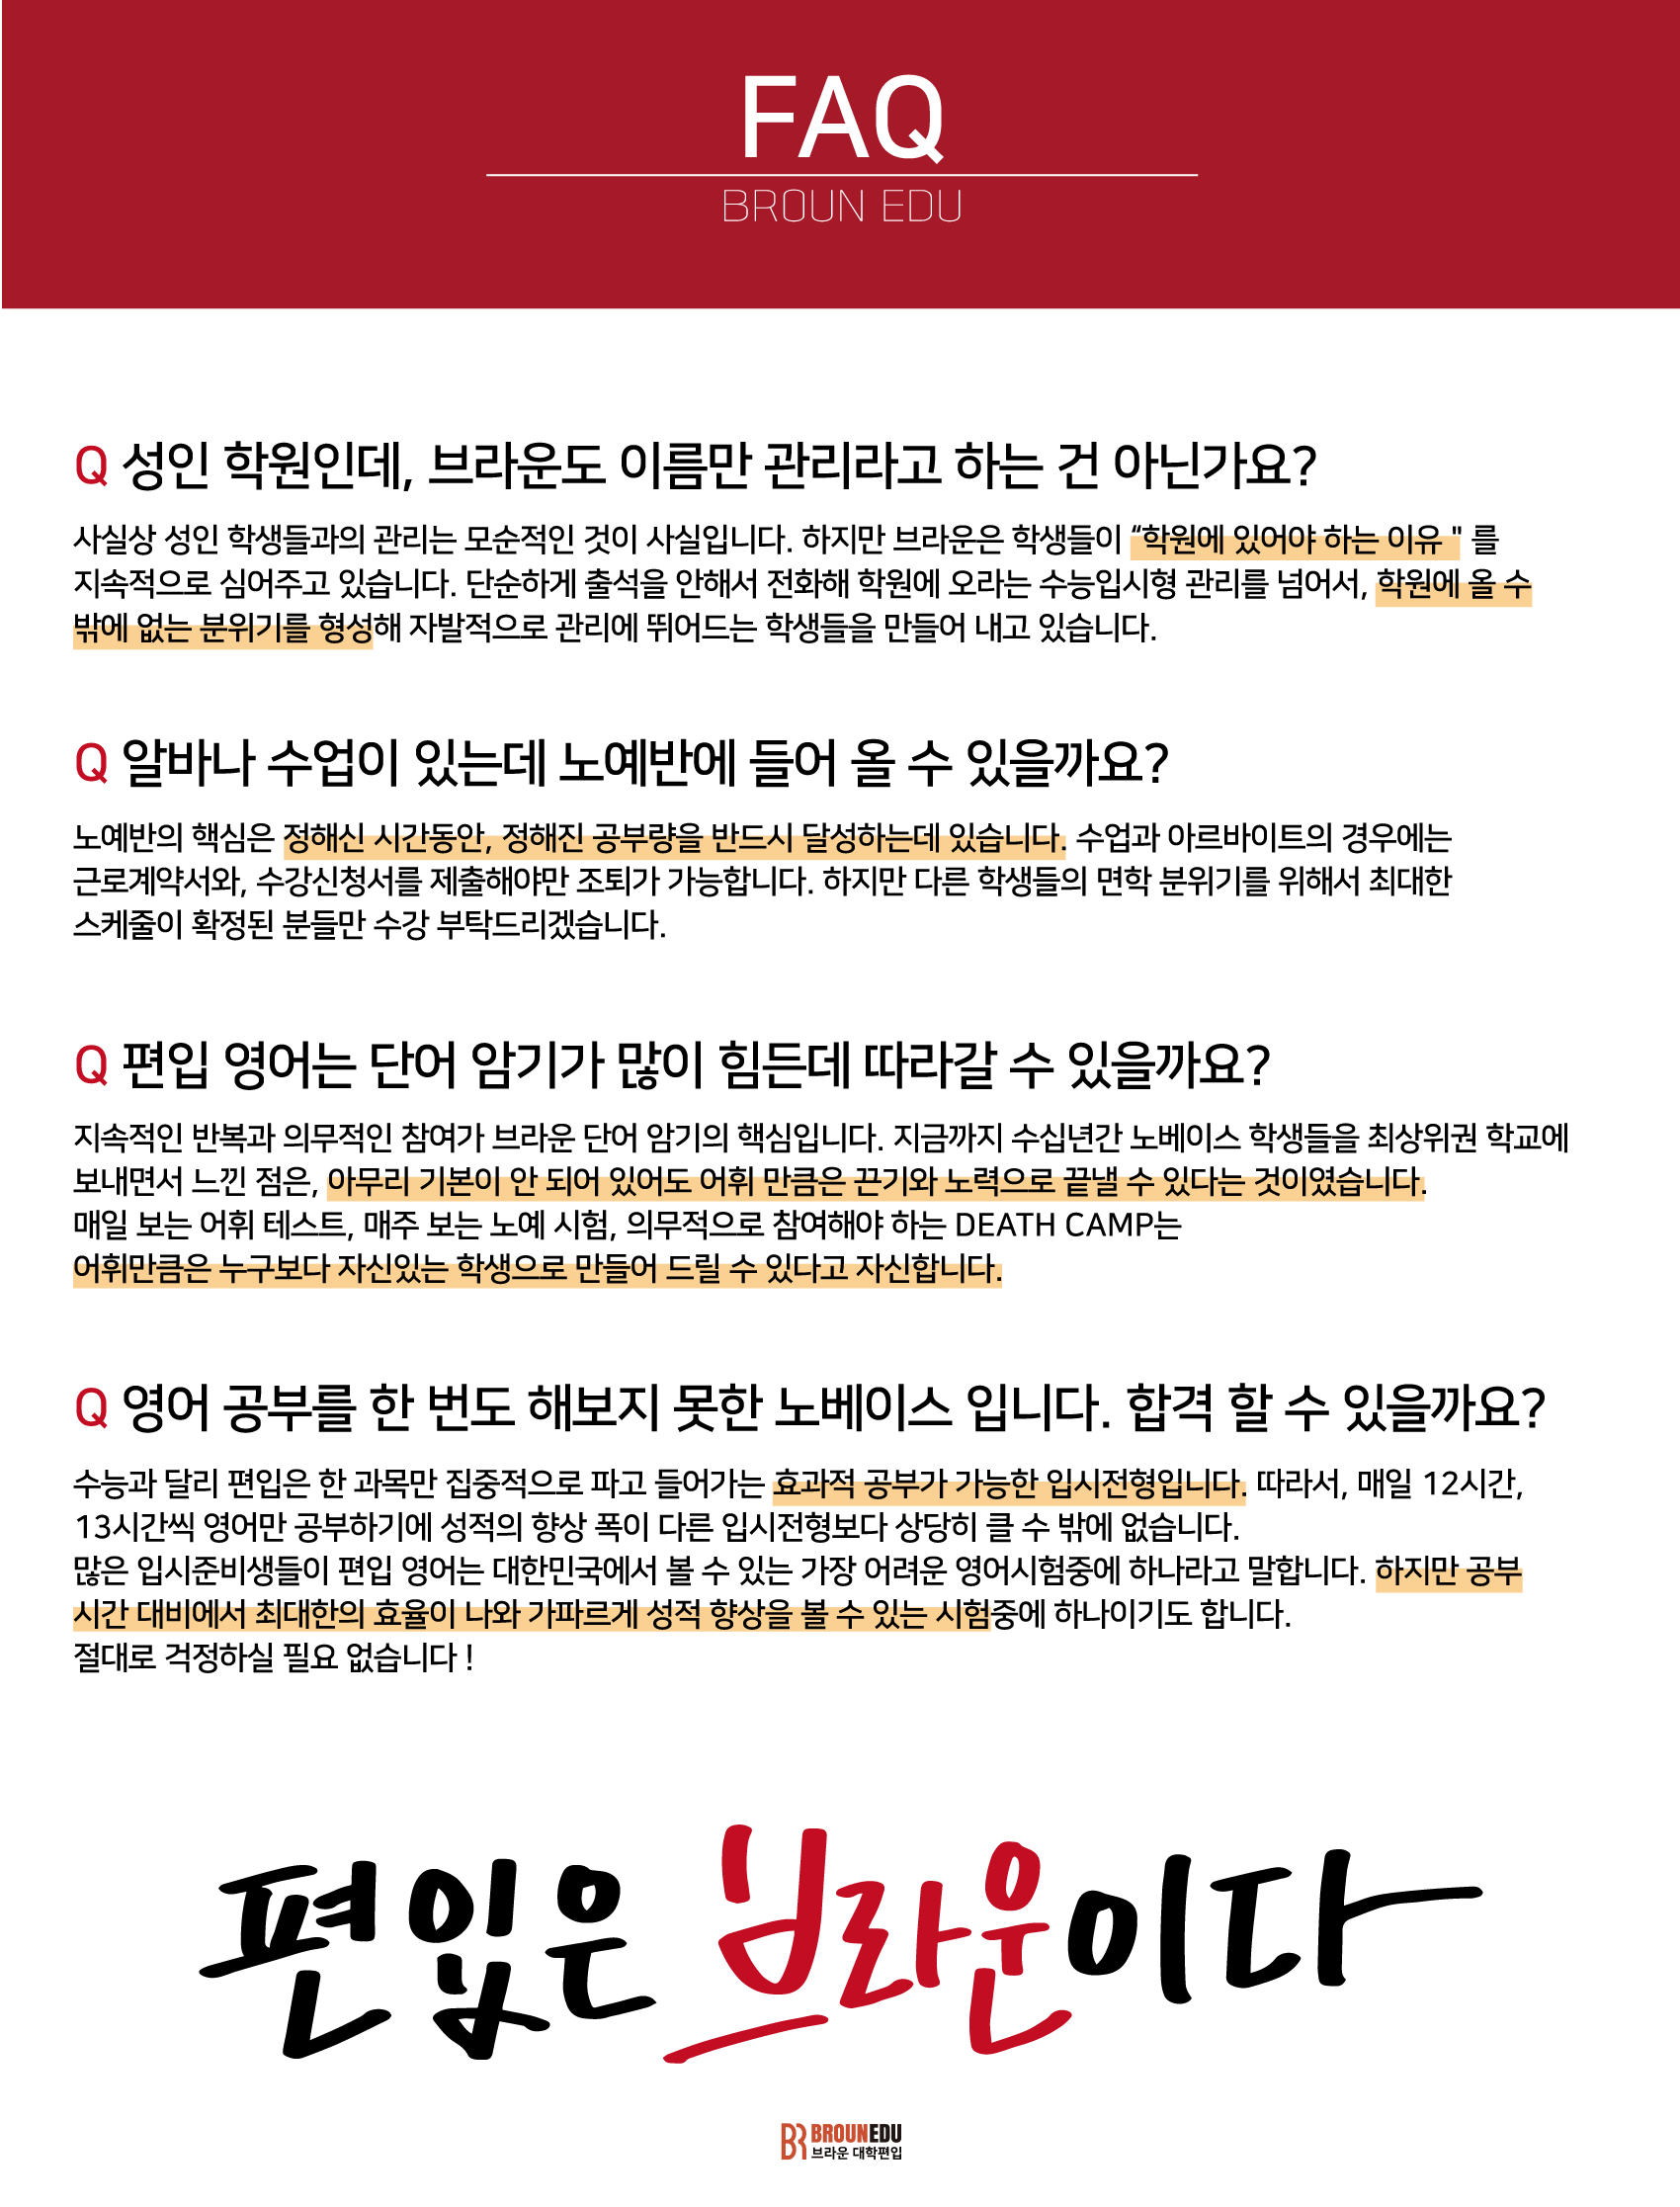 FAQ
BROUN EDU
Q 성인 학원인데, 브라운도 이름만 관리라고 하는 건 아닌가요?
사실상 성인 학생들과의 관리는 모순적인 것이 사실입니다. 하지만 브라운은 학생들이 “학원에 있어야 하는 이유 " 를
지속적으로 심어주고 있습니다. 단순하게 출석을 안해서 전화해 학원에 오라는 수능입시형 관리를 넘어서, 학원에 올 수
밖에 없는 분위기를 형성해 자발적으로 관리에 뛰어드는 학생들을 만들어 내고 있습니다.
Q 알바나 수업이 있는데 노예반에 들어 올 수 있을까요?
노예반의 핵심은 정해신 시간동안, 정해진 공부량을 반드시 달성하는데 있습니다. 수업과 아르바이트의 경우에는
근로계약서와, 수강신청서를 제출해야만 조퇴가 가능합니다. 하지만 다른 학생들의 면학 분위기를 위해서 최대한
스케줄이 확정된 분들만 수강 부탁드리겠습니다.
Q 편입 영어는 단어 암기가 많이 힘든데 따라갈 수 있을까요?
지속적인 반복과 의무적인 참여가 브라운 단어 암기의 핵심입니다. 지금까지 수십년간 노베이스 학생들을 최상위권 학교에
보내면서 느낀 점은, 아무리 기본이 안 되어 있어도 어휘 만큼은 끈기와 노력으로 끝낼 수 있다는 것이였습니다.
매일 보는 어휘 테스트, 매주 보는 노예 시험, 의무적으로 참여해야 하는 DEATH CAMP는
어휘만큼은 누구보다 자신있는 학생으로 만들어 드릴 수 있다고 자신합니다.
Q 영어 공부를 한 번도 해보지 못한 노베이스 입니다. 합격 할 수 있을까요?
수능과 달리 편입은 한 과목만 집중적으로 파고 들어가는 효과적 공부가 가능한 입시전형입니다. 따라서, 매일 12시간,
13시간씩 영어만 공부하기에 성적의 향상 폭이 다른 입시전형보다 상당히 클 수 밖에 없습니다.
많은 입시준비생들이 편입 영어는 대한민국에서 볼 수 있는 가장 어려운 영어시험중에 하나라고 말합니다. 하지만 공부
시간 대비에서 최대한의 효율이 나와 가파르게 성적 향상을 볼 수 있는 시험중에 하나이기도 합니다.
절대로 걱정하실 필요 없습니다 !
편입은 브라운이다
BR BROUNEDU
브라운 대학편입